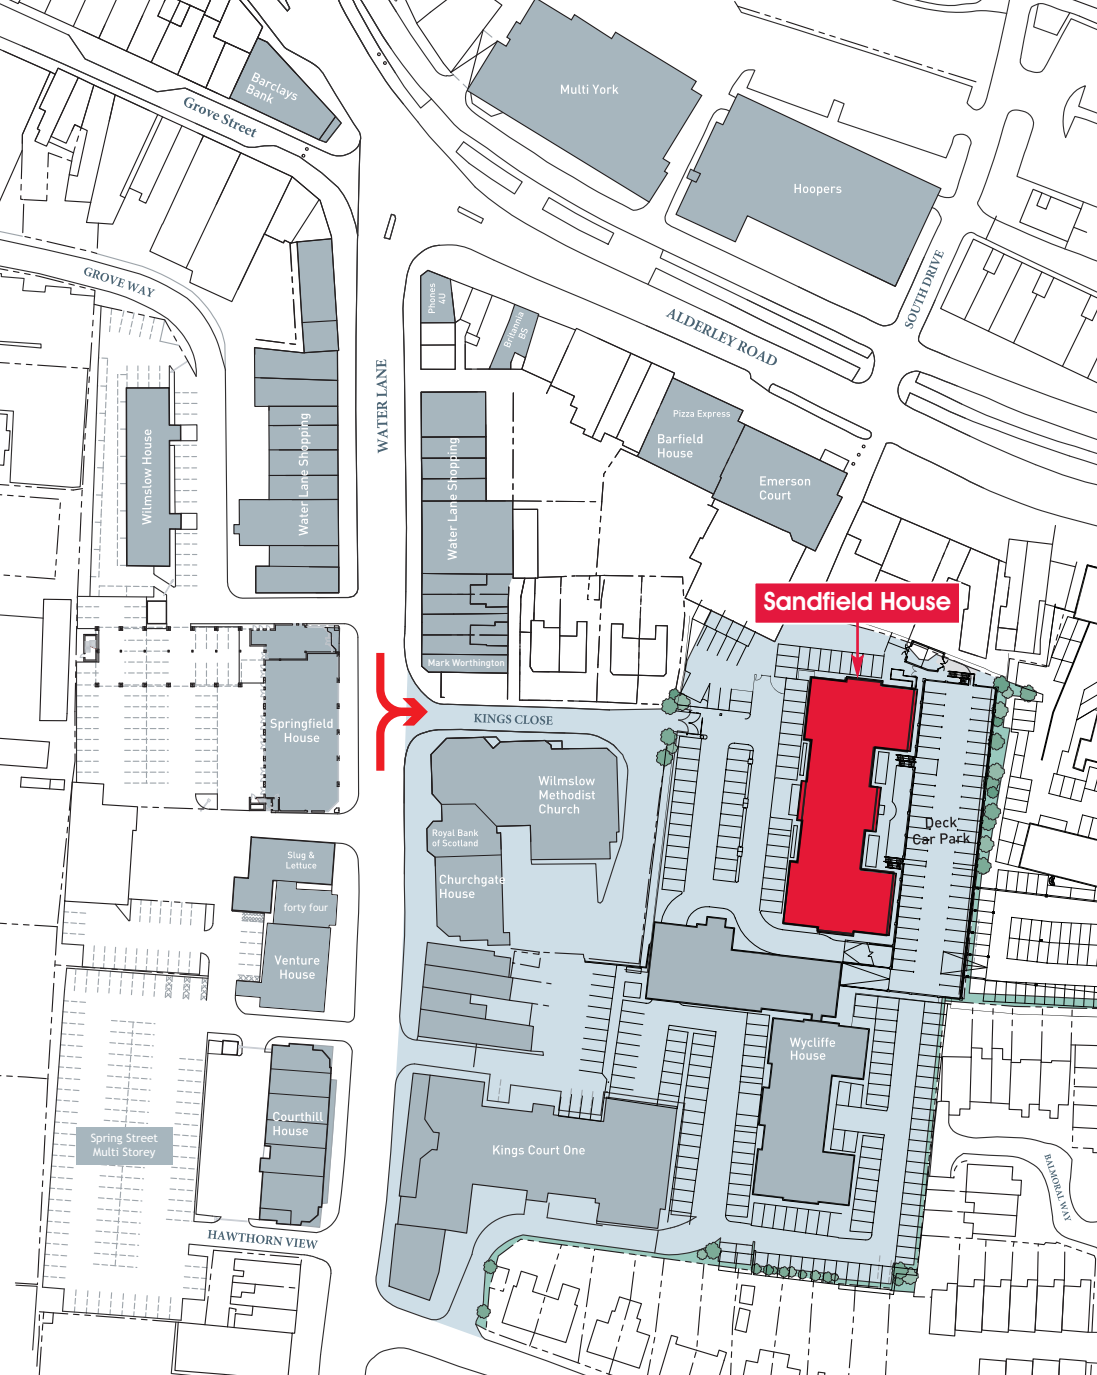 Barclays
Bank
Grove Street
Multi York
Hoopers
GROVE WAY
SOUTH DRIVE
Phones
4U
Britannia
BS
ALDERLEY ROAD
WATER LANE
Pizza Express
Barfield
House
Emerson
Court
Wilmslow House
Water Lane Shopping
Water Lane Shopping
Sandfield House
Mark Worthington
KINGS CLOSE
Springfield
House
Wilmslow
Methodist
Church
Royal Bank
of Scotland
Deck
Car Park
Slug &
Lettuce
Churchgate
House
forty four
Venture
House
Wycliffe
House
Courthill
House
Spring Street
Multi Storey
Kings Court One
BALMORAL WAY
HAWTHORN VIEW